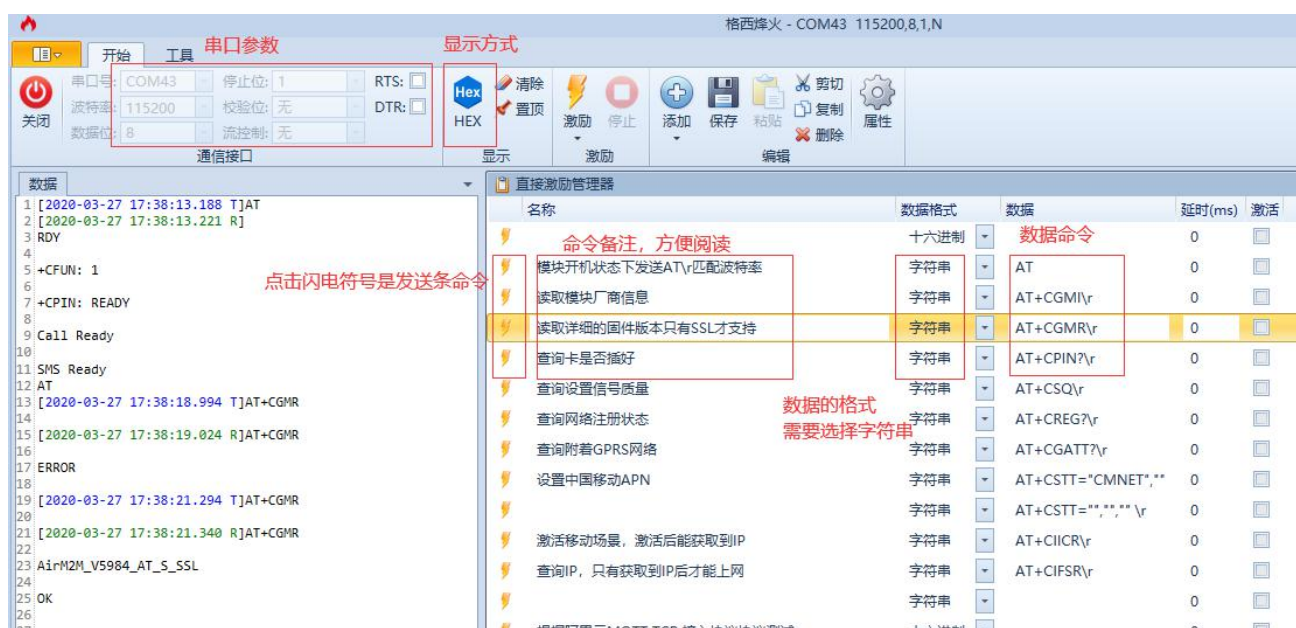 格西烽火 - COM43 115200,8,1,N
开始 工具 串口参数 显示方式
串口号: COM43 停止位: 1 RTS:
波特率: 115200 校验位: 无 DTR:
数据位: 8 流控制: 无
关闭
通信接口
Hex
HEX
清除
置顶
显示
激励 停止
激励
添加 保存 粘贴
剪切
复制
删除
编辑
属性
数据
1 [2020-03-27 17:38:13.188 T]AT
2 [2020-03-27 17:38:13.221 R]
3 RDY
4
5 +CFUN: 1
6
7 +CPIN: READY
8
9 Call Ready
10
11 SMS Ready
12 AT
13 [2020-03-27 17:38:18.994 T]AT+CGMR
14
15 [2020-03-27 17:38:19.024 R]AT+CGMR
16
17 ERROR
18
19 [2020-03-27 17:38:21.294 T]AT+CGMR
20
21 [2020-03-27 17:38:21.340 R]AT+CGMR
22
23 AirM2M_V5984_AT_S_SSL
24
25 OK
26
点击闪电符号是发送条命令
直接激励管理器
名称 数据格式 数据 延时(ms) 激活
命令备注，方便阅读 十六进制 数据命令 0
模块开机状态下发送AT\r匹配波特率 字符串 AT 0
读取模块厂商信息 字符串 AT+CGMI\r 0
读取详细的固件版本只有SSL才支持 字符串 AT+CGMR\r 0
查询卡是否插好 字符串 AT+CPIN?\r 0
查询设置信号质量 字符串 AT+CSQ\r 0
数据的格式
需要选择字符串
查询网络注册状态 字符串 AT+CREG?\r 0
查询附着GPRS网络 字符串 AT+CGATT?\r 0
设置中国移动APN 字符串 AT+CSTT="CMNET","" 0
字符串 AT+CSTT="","","" \r 0
激活移动场景，激活后能获取到IP 字符串 AT+CIICR\r 0
查询IP，只有获取到IP后才能上网 字符串 AT+CIFSR\r 0
字符串 0